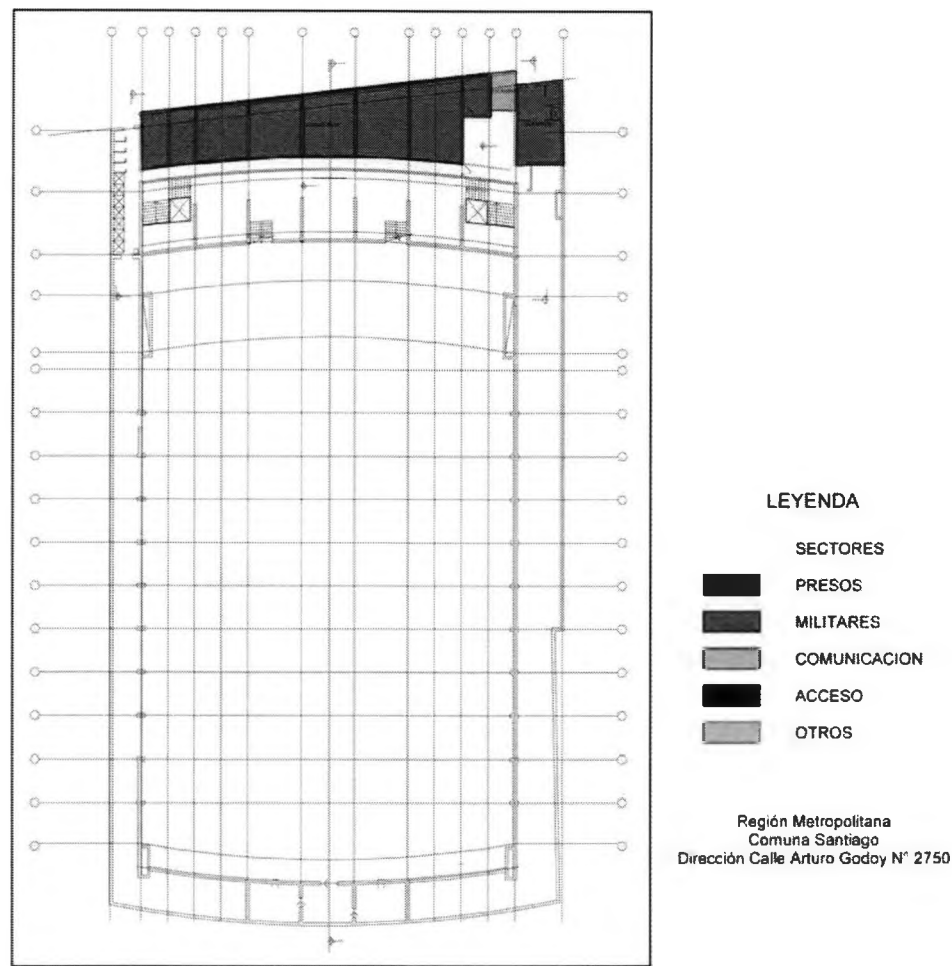 LEYENDA
SECTORES
PRESOS
MILITARES
COMUNICACION
ACCESO
OTROS
Región Metropolitana
Comuna Santiago
Dirección Calle Arturo Godoy N° 2750